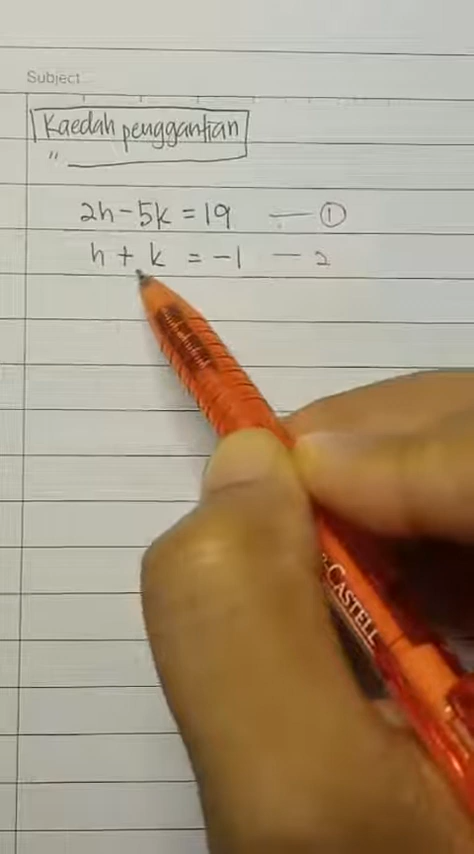 Subject
Kaedah penggantian
"
2h - 5k = 19 — ①
h + k = -1 — 2
CASTELL